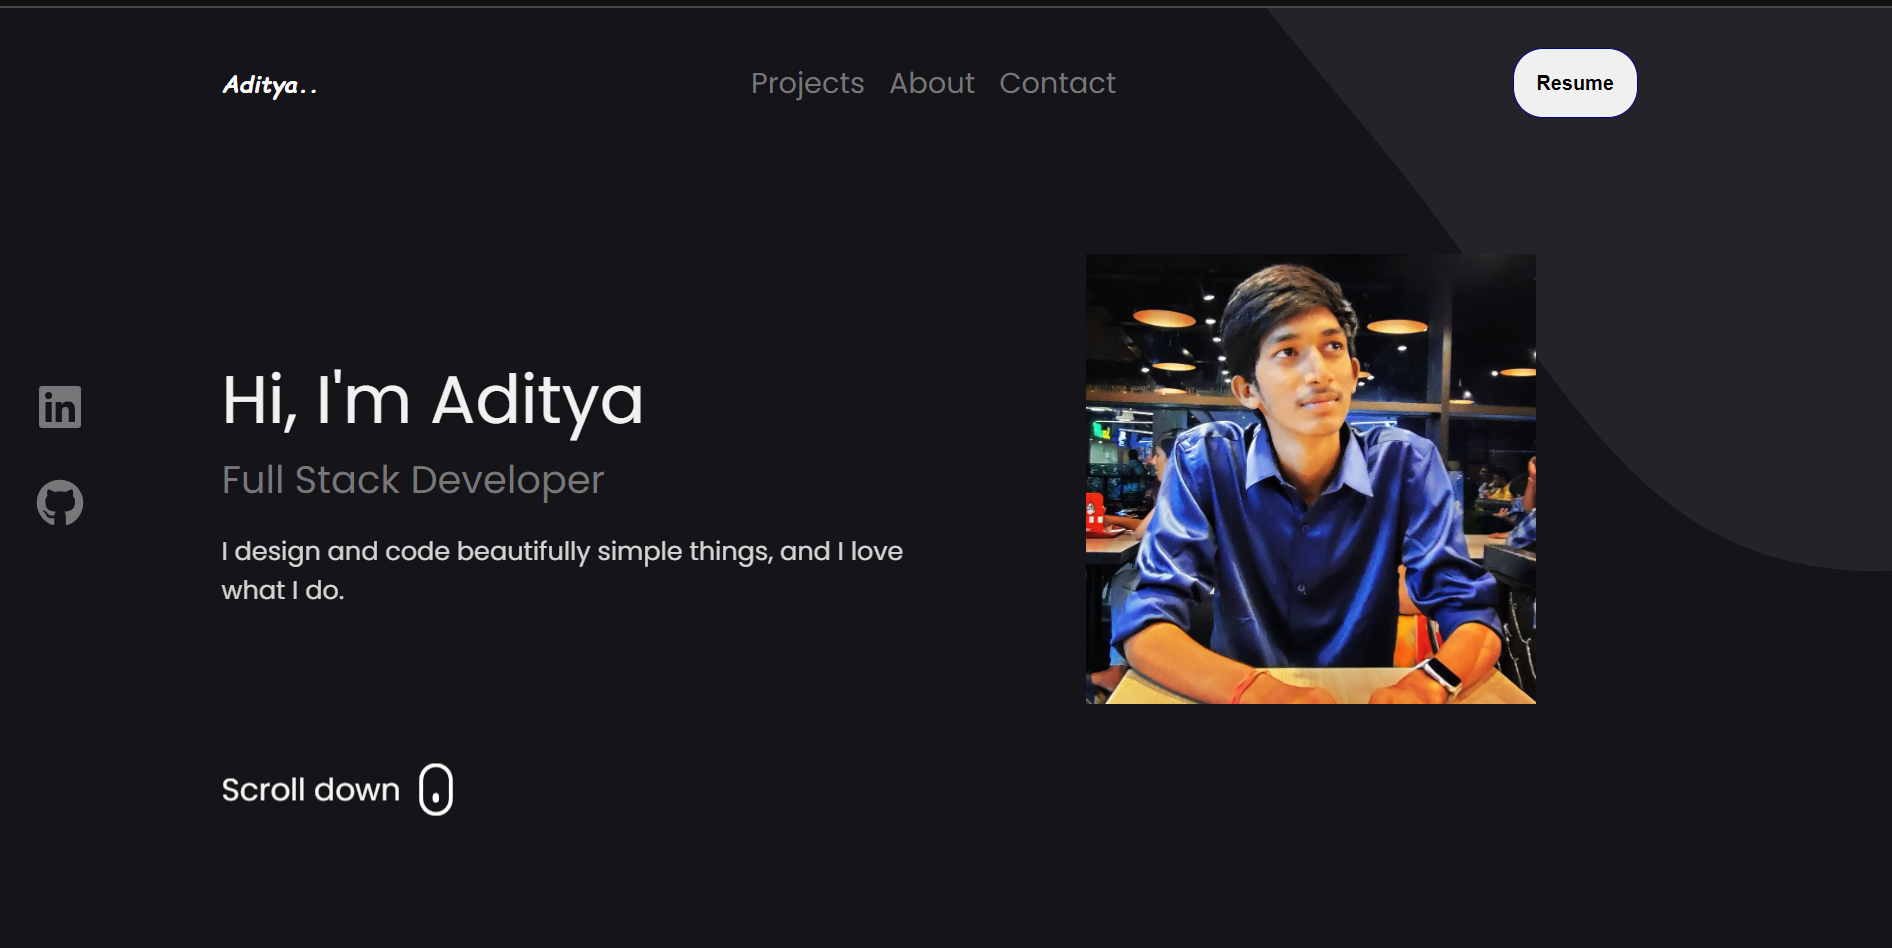 Aditya..
Projects About Contact
Resume
Hi, I'm Aditya
Full Stack Developer
I design and code beautifully simple things, and I love
what I do.
Scroll down
in